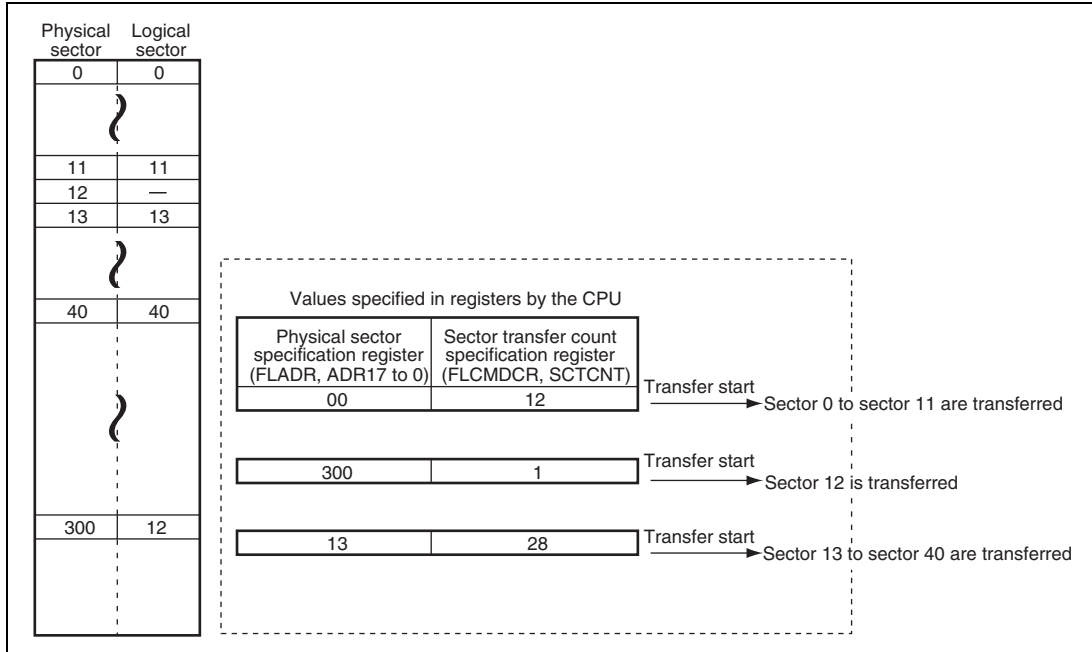 Physical sector Logical sector
0 0
11 11
12 —
13 13
40 40
300 12
Values specified in registers by the CPU
Physical sector specification register (FLADR, ADR17 to 0) Sector transfer count specification register (FLCMDCR, SCTCNT)
00 12
Transfer start
Sector 0 to sector 11 are transferred
300 1
Transfer start
Sector 12 is transferred
13 28
Transfer start
Sector 13 to sector 40 are transferred